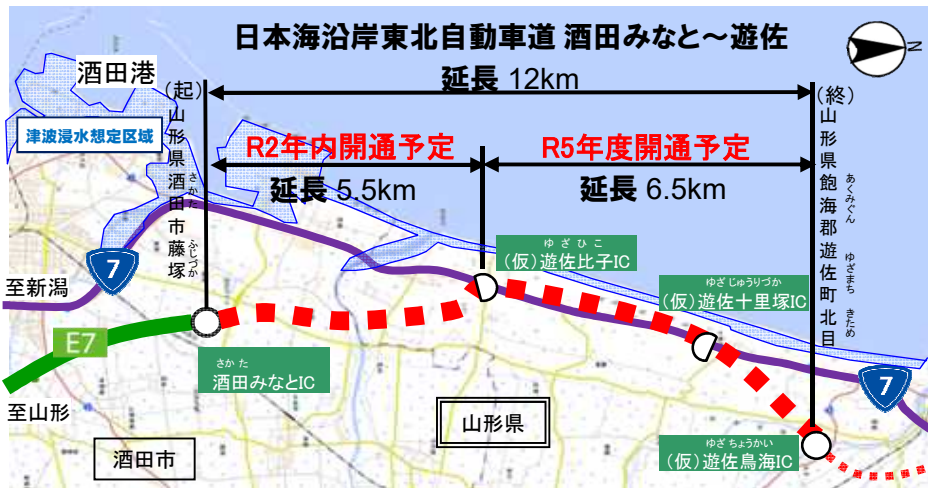 日本海沿岸東北自動車道 酒田みなと～遊佐
延長 12km
N
酒田港
津波浸水想定区域
(起)山形県酒田市藤塚
さかた
ふじづか
R2年内開通予定
延長 5.5km
R5年度開通予定
延長 6.5km
(終)山形県飽海郡遊佐町北目
あくみぐん
ゆざまち
きため
7
至新潟
E7
至山形
さかた
酒田みなとIC
ゆざひこ
(仮)遊佐比子IC
ゆざじゅうりづか
(仮)遊佐十里塚IC
7
山形県
酒田市
ゆざちょうかい
(仮)遊佐鳥海IC